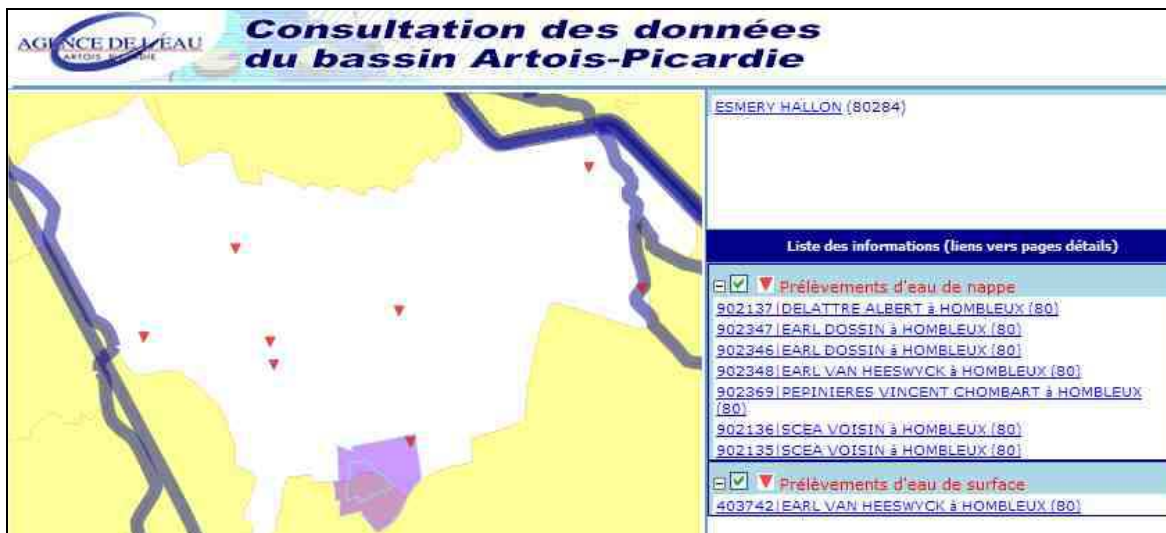 AGENCE DE L'EAU
ARTOIS PICARDIE
Consultation des données
du bassin Artois-Picardie
ESMERY HALLON (80284)
Liste des informations (liens vers pages détails)
Prélèvements d'eau de nappe
902137|DELATTRE ALBERT à HOMBLEUX (80)
902347|EARL DOSSIN à HOMBLEUX (80)
902346|EARL DOSSIN à HOMBLEUX (80)
902348|EARL VAN HEESWYCK à HOMBLEUX (80)
902369|PEPINIERES VINCENT CHOMBART à HOMBLEUX
(80)
902136|SCEA VOISIN à HOMBLEUX (80)
902135|SCEA VOISIN à HOMBLEUX (80)
Prélèvements d'eau de surface
403742|EARL VAN HEESWYCK à HOMBLEUX (80)